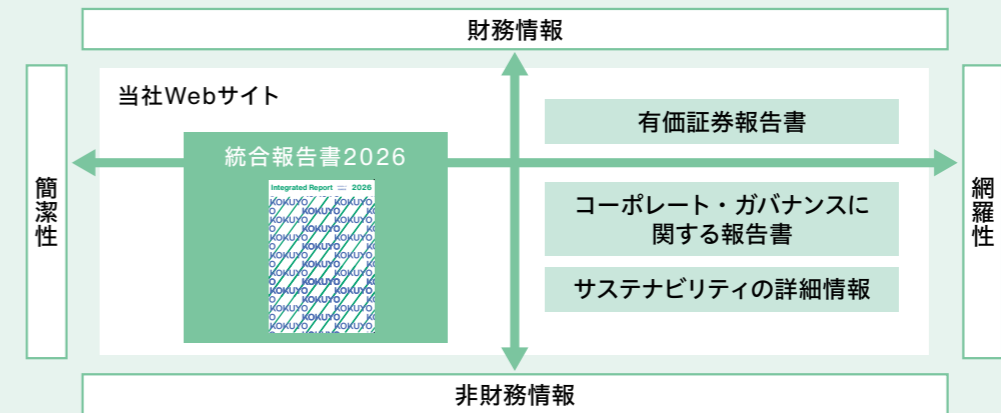 財務情報
当社Webサイト
統合報告書2026
Integrated Report
2026
KOKUYO
有価証券報告書
コーポレート・ガバナンスに
関する報告書
サステナビリティの詳細情報
簡潔性
網羅性
非財務情報